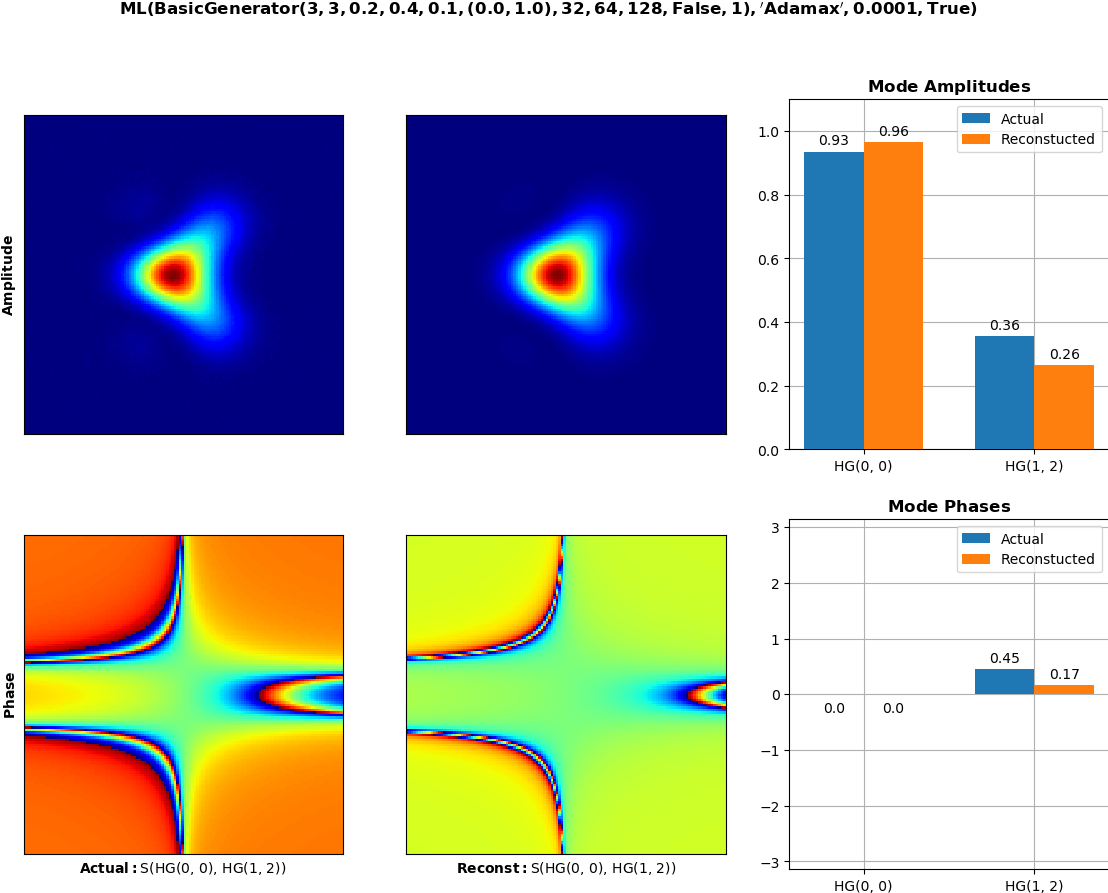 ML(BasicGenerator(3, 3, 0.2, 0.4, 0.1, (0.0, 1.0), 32, 64, 128, False, 1), 'Adamax', 0.0001, True)
Amplitude
Mode Amplitudes
Actual
Reconstucted
1.0
0.8
0.6
0.4
0.2
0.0
0.93
0.96
0.36
0.26
HG(0, 0)
HG(1, 2)
Phase
Actual: S(HG(0, 0), HG(1, 2))
Reconst: S(HG(0, 0), HG(1, 2))
Mode Phases
Actual
Reconstucted
3
2
1
0
−1
−2
−3
0.0
0.0
0.45
0.17
HG(0, 0)
HG(1, 2)